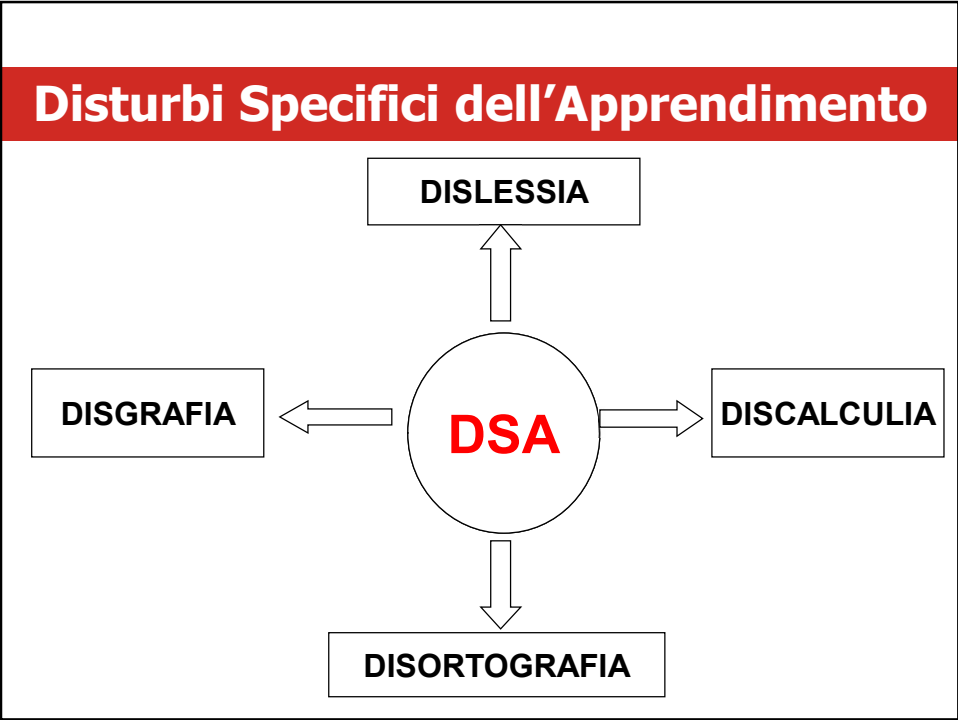 Disturbi Specifici dell’Apprendimento
DISLESSIA
DISGRAFIA
DSA
DISCALCULIA
DISORTOGRAFIA